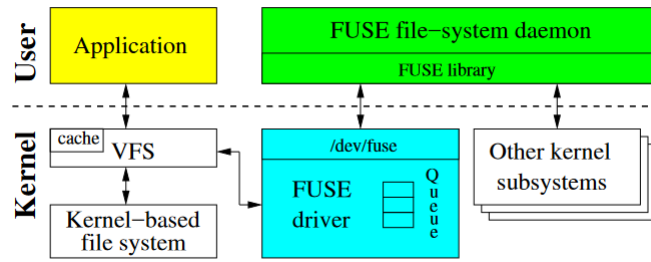 User
Application
FUSE file−system daemon
FUSE library
Kernel
cache
VFS
/dev/fuse
FUSE
driver
Queue
Other kernel
subsystems
Kernel−based
file system